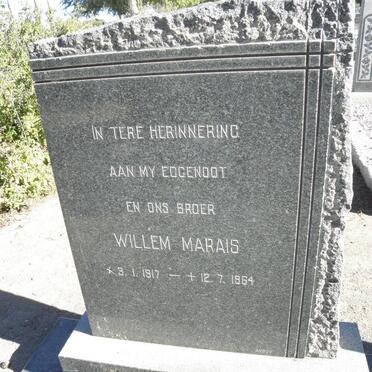 IN TERE HERINNERING
AAN MY EGGENOOT
EN ONS BROER
WILLEM MARAIS
* 3. 1. 1917 — + 12. 7. 1964